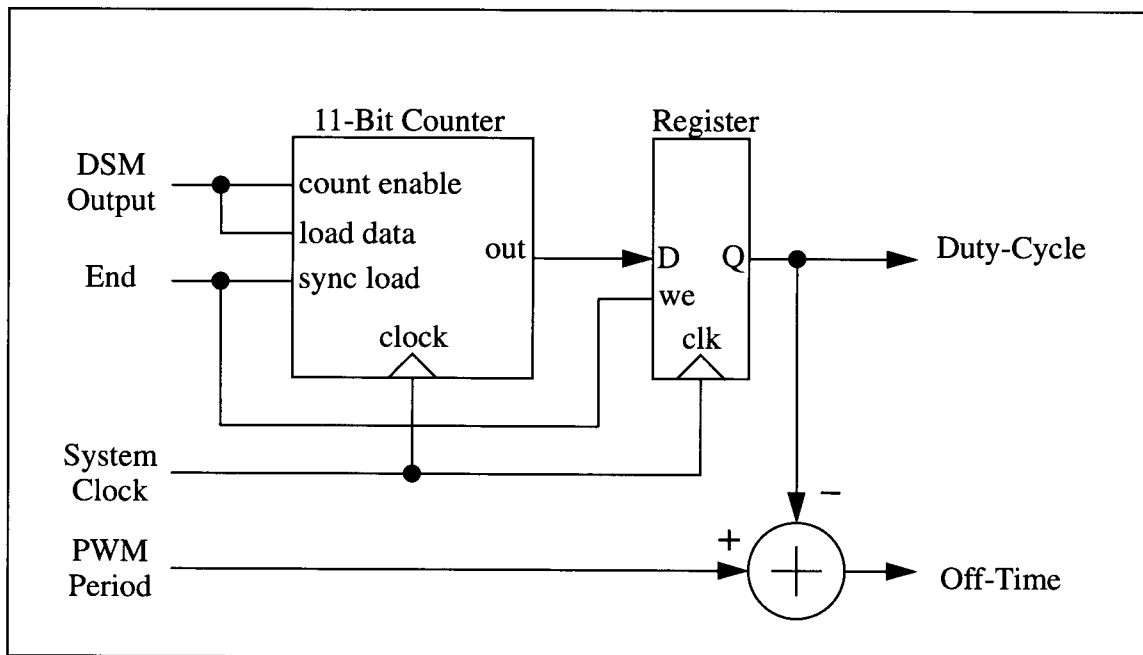 11-Bit Counter
Register
DSM
Output
count enable
load data
out
D
Q
Duty-Cycle
End
sync load
we
clock
clk
System
Clock
−
+
PWM
Period
Off-Time